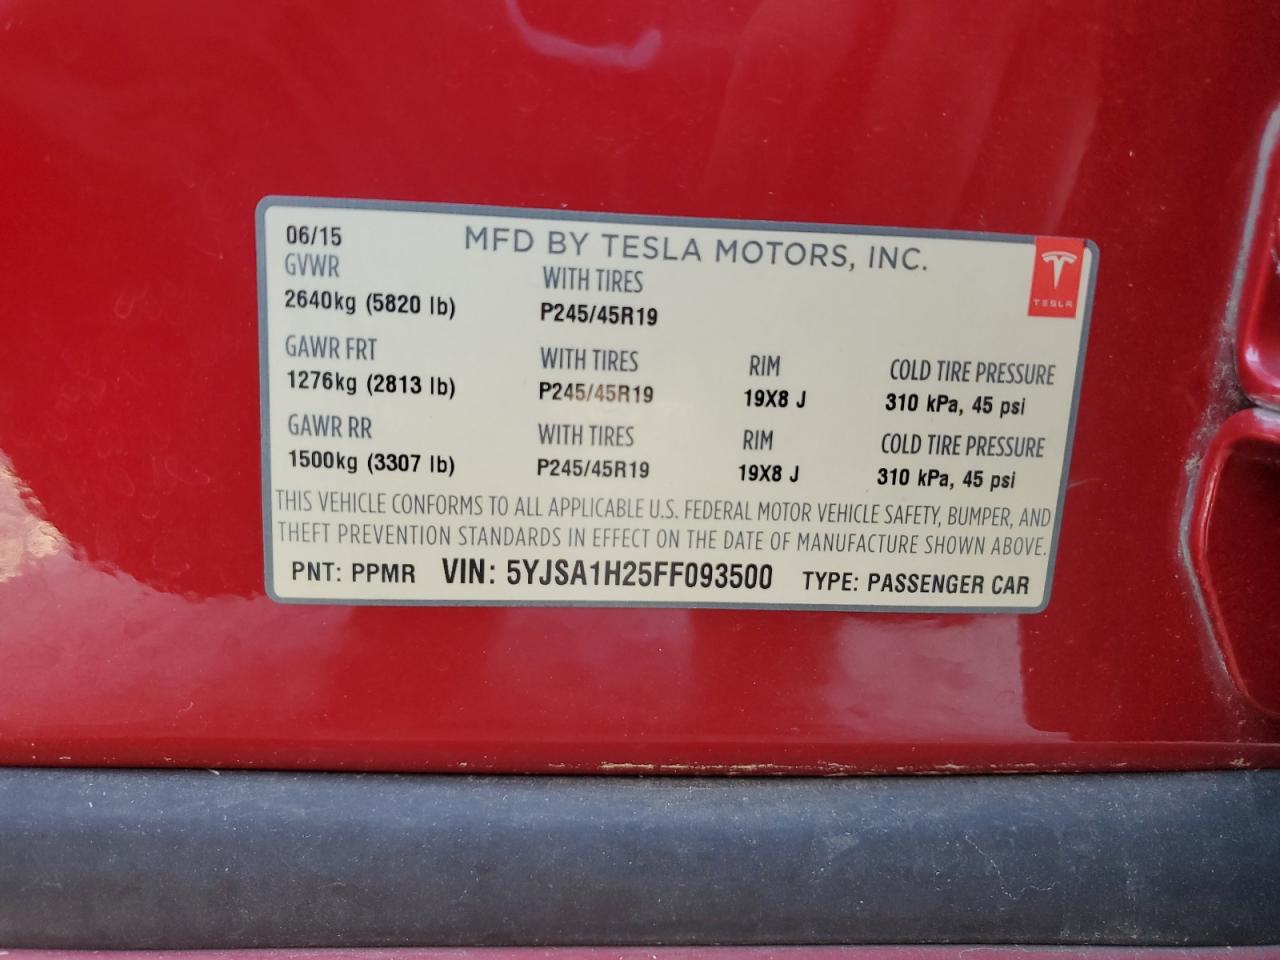 06/15 MFD BY TESLA MOTORS, INC.
GVWR WITH TIRES
2640kg (5820 lb) P245/45R19
TESLA
GAWR FRT WITH TIRES RIM COLD TIRE PRESSURE
1276kg (2813 lb) P245/45R19 19X8 J 310 kPa, 45 psi
GAWR RR WITH TIRES RIM COLD TIRE PRESSURE
1500kg (3307 lb) P245/45R19 19X8 J 310 kPa, 45 psi
THIS VEHICLE CONFORMS TO ALL APPLICABLE U.S. FEDERAL MOTOR VEHICLE SAFETY, BUMPER, AND
THEFT PREVENTION STANDARDS IN EFFECT ON THE DATE OF MANUFACTURE SHOWN ABOVE.
PNT: PPMR VIN: 5YJSA1H25FF093500 TYPE: PASSENGER CAR